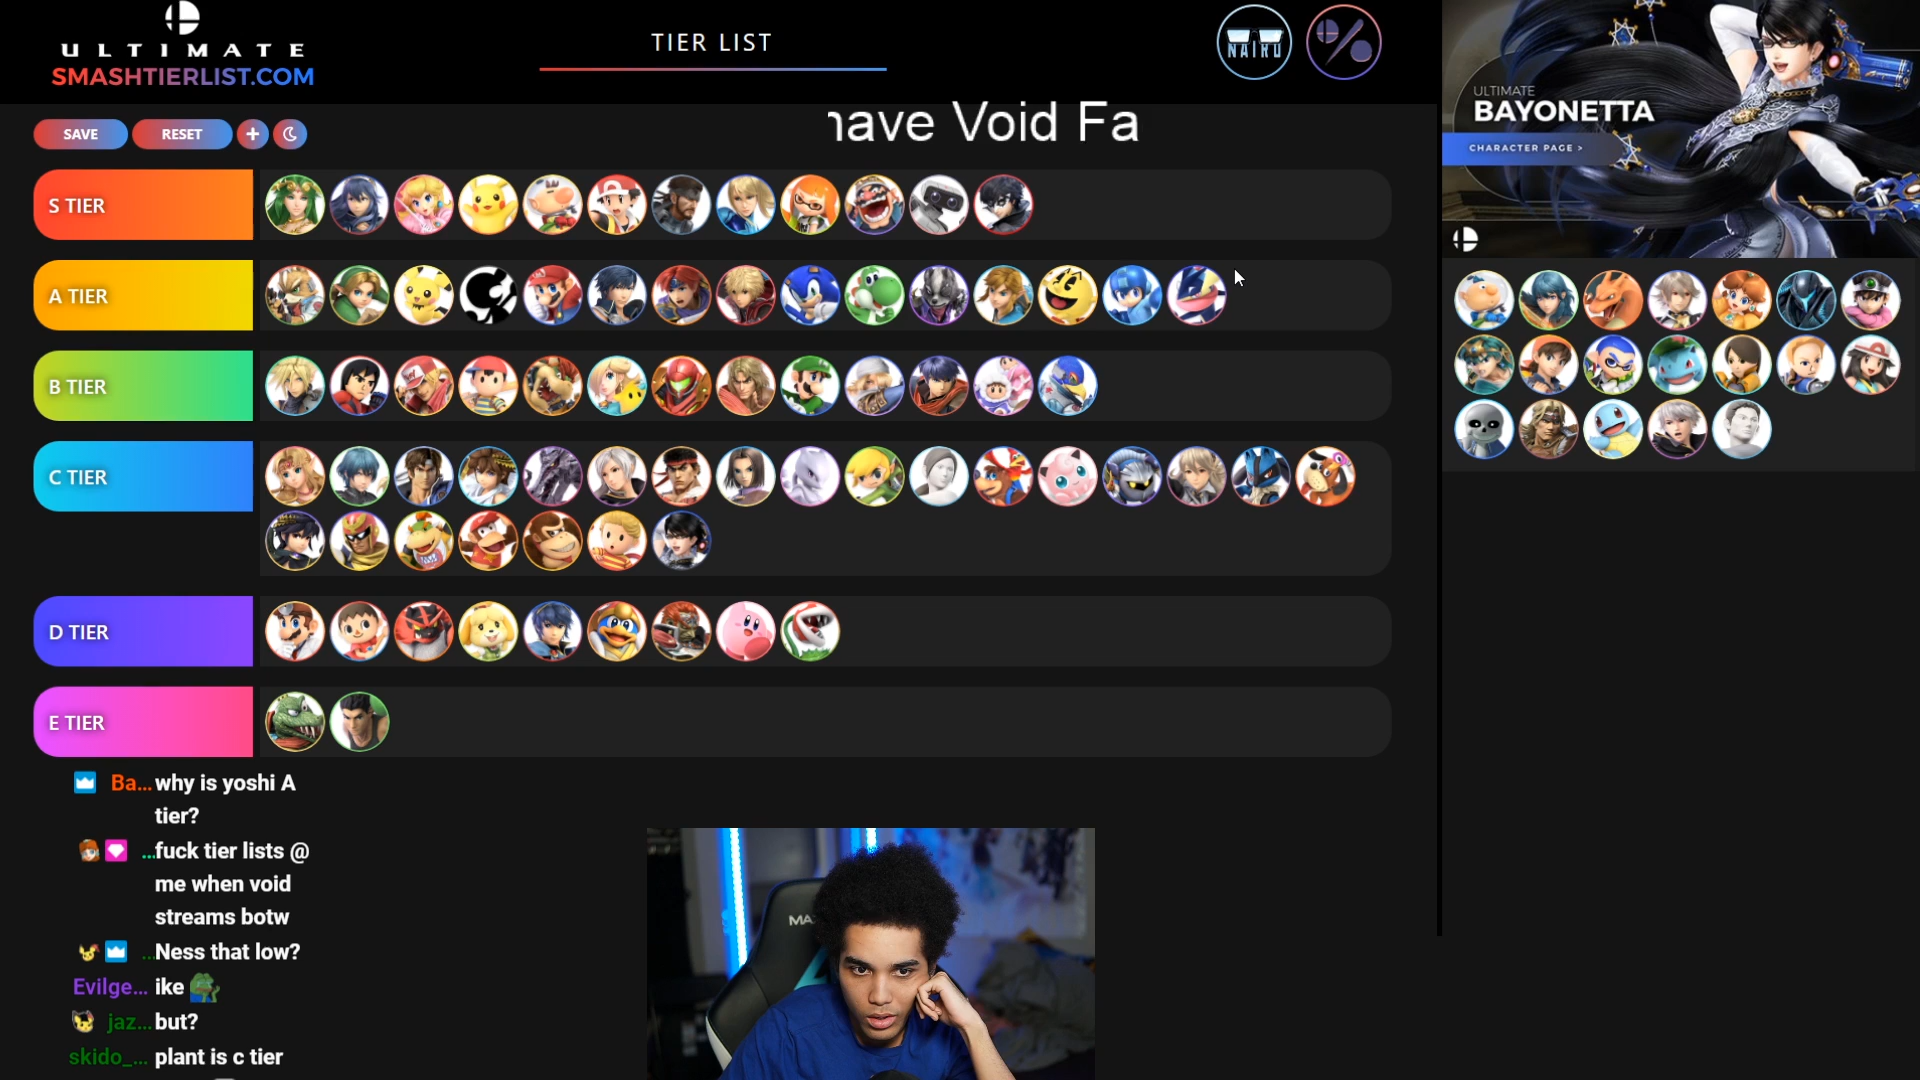 ULTIMATE
SMASHTIERLIST.COM
TIER LIST
NAIRO
ULTIMATE
BAYONETTA
CHARACTER PAGE >
have Void Fa
SAVE
RESET
+
S TIER
A TIER
B TIER
C TIER
D TIER
E TIER
Ba... why is yoshi A
tier?
...fuck tier lists @
me when void
streams botw
...Ness that low?
Evilge... ike
jaz... but?
skido_... plant is c tier
MA